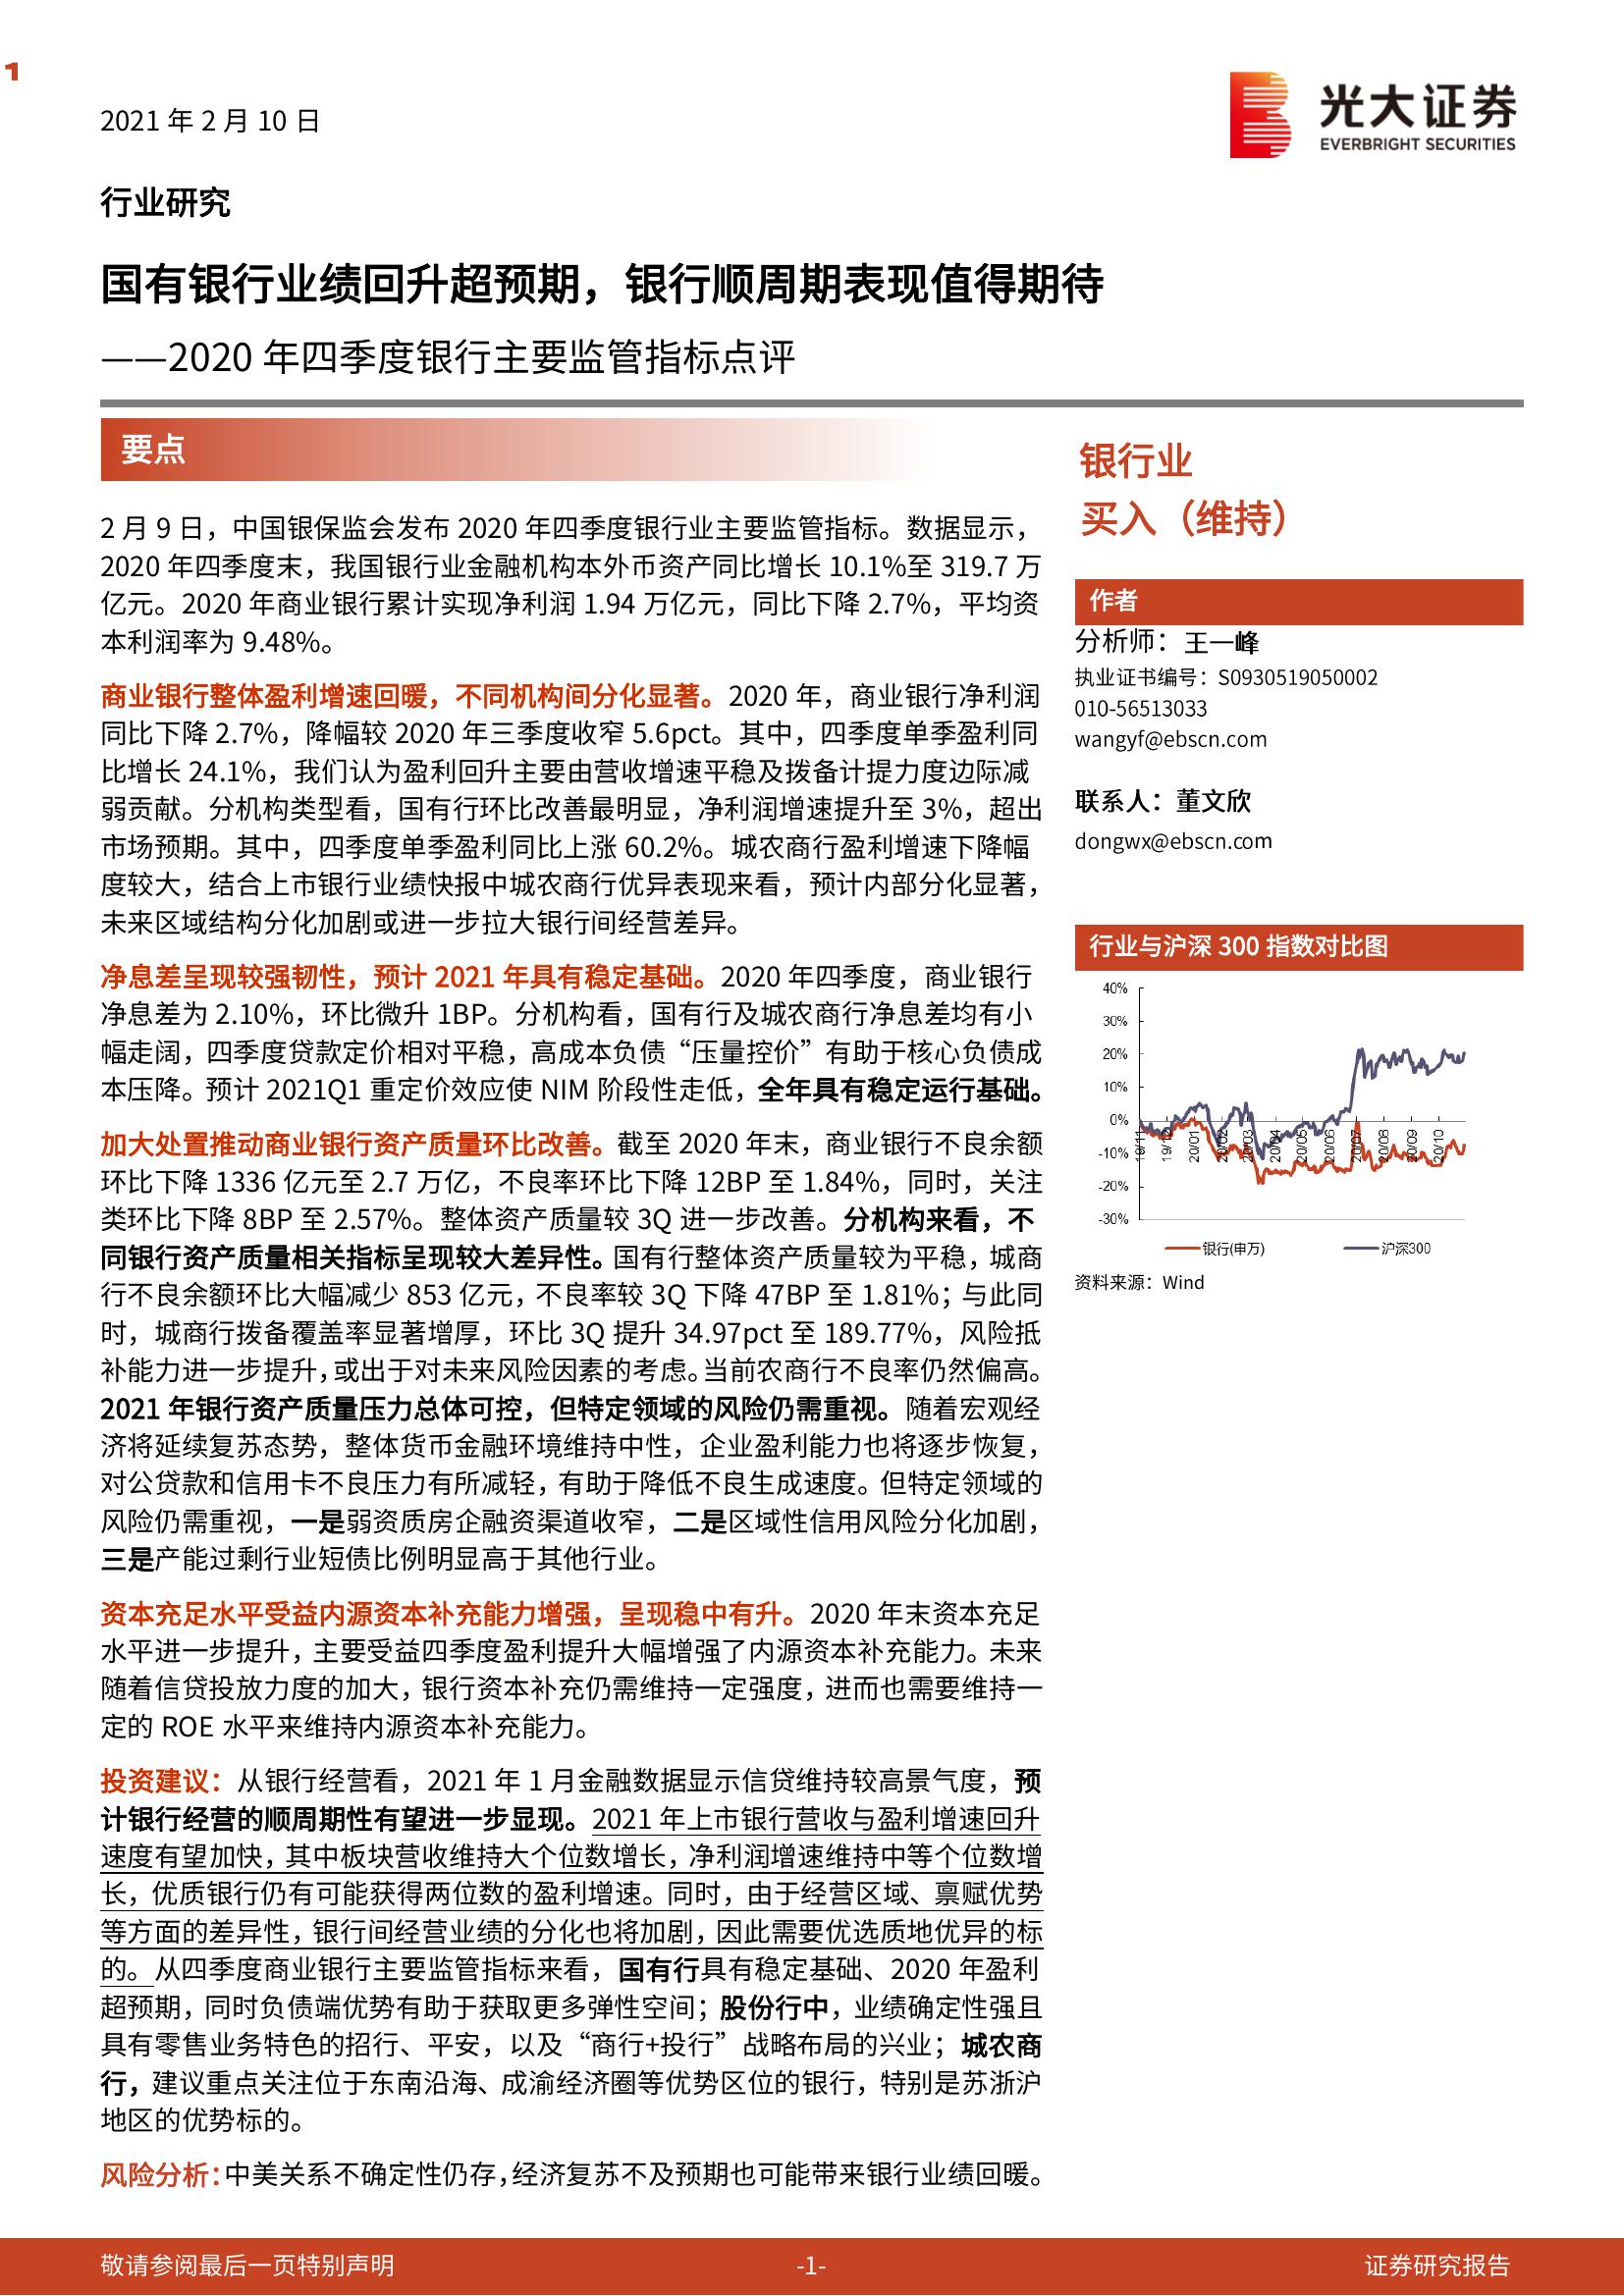 1
2021 年 2 月 10 日
光大证券
EVERBRIGHT SECURITIES
行业研究
国有银行业绩回升超预期，银行顺周期表现值得期待
——2020 年四季度银行主要监管指标点评
要点
2 月 9 日，中国银保监会发布 2020 年四季度银行业主要监管指标。数据显示，
2020 年四季度末，我国银行业金融机构本外币资产同比增长 10.1%至 319.7 万
亿元。2020 年商业银行累计实现净利润 1.94 万亿元，同比下降 2.7%，平均资
本利润率为 9.48%。
商业银行整体盈利增速回暖，不同机构间分化显著。2020 年，商业银行净利润
同比下降 2.7%，降幅较 2020 年三季度收窄 5.6pct。其中，四季度单季盈利同
比增长 24.1%，我们认为盈利回升主要由营收增速平稳及拨备计提力度边际减
弱贡献。分机构类型看，国有行环比改善最明显，净利润增速提升至 3%，超出
市场预期。其中，四季度单季盈利同比上涨 60.2%。城农商行盈利增速下降幅
度较大，结合上市银行业绩快报中城农商行优异表现来看，预计内部分化显著，
未来区域结构分化加剧或进一步拉大银行间经营差异。
净息差呈现较强韧性，预计 2021 年具有稳定基础。2020 年四季度，商业银行
净息差为 2.10%，环比微升 1BP。分机构看，国有行及城农商行净息差均有小
幅走阔，四季度贷款定价相对平稳，高成本负债“压量控价”有助于核心负债成
本压降。预计 2021Q1 重定价效应使 NIM 阶段性走低，全年具有稳定运行基础。
加大处置推动商业银行资产质量环比改善。截至 2020 年末，商业银行不良余额
环比下降 1336 亿元至 2.7 万亿，不良率环比下降 12BP 至 1.84%，同时，关注
类环比下降 8BP 至 2.57%。整体资产质量较 3Q 进一步改善。分机构来看，不
同银行资产质量相关指标呈现较大差异性。国有行整体资产质量较为平稳，城商
行不良余额环比大幅减少 853 亿元，不良率较 3Q 下降 47BP 至 1.81%；与此同
时，城商行拨备覆盖率显著增厚，环比 3Q 提升 34.97pct 至 189.77%，风险抵
补能力进一步提升，或出于对未来风险因素的考虑。当前农商行不良率仍然偏高。
2021 年银行资产质量压力总体可控，但特定领域的风险仍需重视。随着宏观经
济将延续复苏态势，整体货币金融环境维持中性，企业盈利能力也将逐步恢复，
对公贷款和信用卡不良压力有所减轻，有助于降低不良生成速度。但特定领域的
风险仍需重视，一是弱资质房企融资渠道收窄，二是区域性信用风险分化加剧，
三是产能过剩行业短债比例明显高于其他行业。
资本充足水平受益内源资本补充能力增强，呈现稳中有升。2020 年末资本充足
水平进一步提升，主要受益四季度盈利提升大幅增强了内源资本补充能力。未来
随着信贷投放力度的加大，银行资本补充仍需维持一定强度，进而也需要维持一
定的 ROE 水平来维持内源资本补充能力。
投资建议：从银行经营看，2021 年 1 月金融数据显示信贷维持较高景气度，预
计银行经营的顺周期性有望进一步显现。2021 年上市银行营收与盈利增速回升
速度有望加快，其中板块营收维持大个位数增长，净利润增速维持中等个位数增
长，优质银行仍有可能获得两位数的盈利增速。同时，由于经营区域、禀赋优势
等方面的差异性，银行间经营业绩的分化也将加剧，因此需要优选质地优异的标
的。从四季度商业银行主要监管指标来看，国有行具有稳定基础、2020 年盈利
超预期，同时负债端优势有助于获取更多弹性空间；股份行中，业绩确定性强且
具有零售业务特色的招行、平安，以及“商行+投行”战略布局的兴业；城农商
行，建议重点关注位于东南沿海、成渝经济圈等优势区位的银行，特别是苏浙沪
地区的优势标的。
风险分析：中美关系不确定性仍存，经济复苏不及预期也可能带来银行业绩回暖。
银行业
买入（维持）
作者
分析师：王一峰
执业证书编号：S0930519050002
010-56513033
wangyf@ebscn.com
联系人：董文欣
dongwx@ebscn.com
行业与沪深 300 指数对比图
40%
30%
20%
10%
0%
-10%
-20%
-30%
19/11
19/12
20/01
20/02
20/03
20/04
20/05
20/06
20/07
20/08
20/09
20/10
银行(申万)
沪深300
资料来源：Wind
敬请参阅最后一页特别声明
-1-
证券研究报告